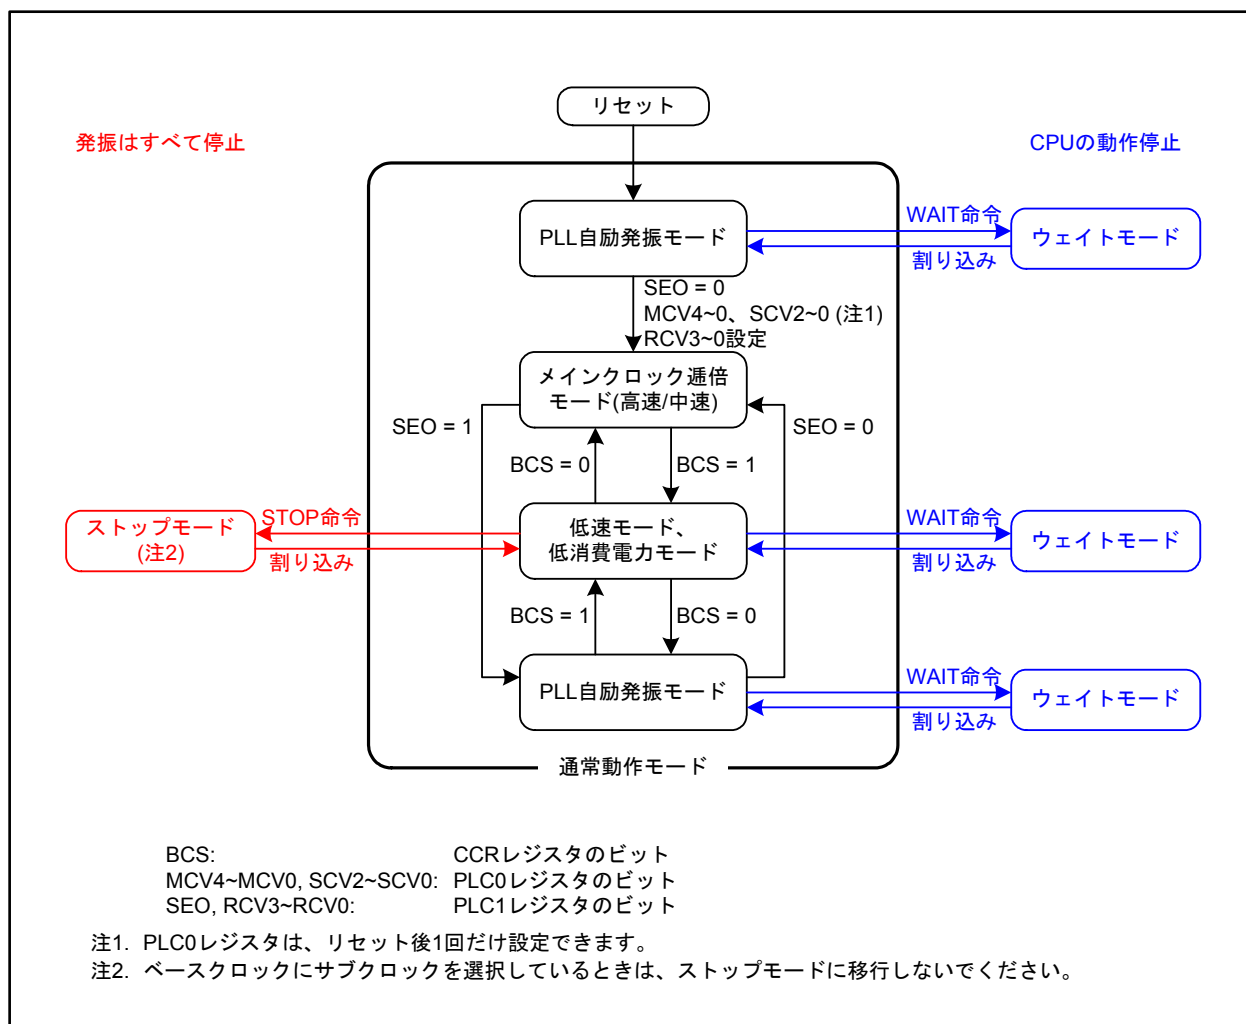 リセット
発振はすべて停止
CPUの動作停止
PLL自励発振モード
WAIT命令
割り込み
ウェイトモード
SEO = 0
MCV4~0、SCV2~0 (注1)
RCV3~0設定
メインクロック逓倍
モード(高速/中速)
SEO = 1
SEO = 0
BCS = 0
BCS = 1
ストップモード
(注2)
STOP命令
割り込み
低速モード、
低消費電力モード
WAIT命令
割り込み
ウェイトモード
BCS = 1
BCS = 0
PLL自励発振モード
WAIT命令
割り込み
ウェイトモード
通常動作モード
BCS: CCRレジスタのビット
MCV4~MCV0, SCV2~SCV0: PLC0レジスタのビット
SEO, RCV3~RCV0: PLC1レジスタのビット
注1. PLC0レジスタは、リセット後1回だけ設定できます。
注2. ベースクロックにサブクロックを選択しているときは、ストップモードに移行しないでください。